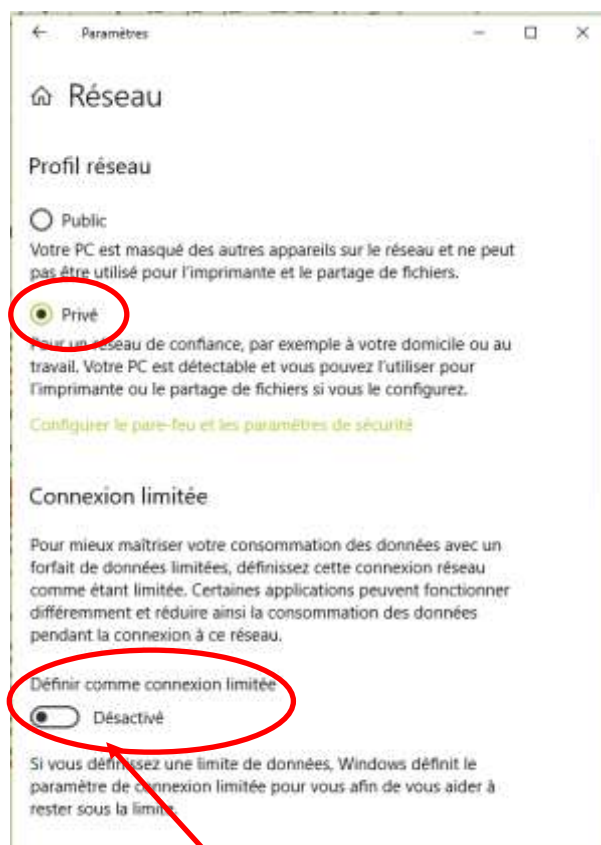 Paramètres
Réseau
Profil réseau
Public
Votre PC est masqué des autres appareils sur le réseau et ne peut
pas être utilisé pour l'imprimante et le partage de fichiers.
Privé
Pour un réseau de confiance, par exemple à votre domicile ou au
travail. Votre PC est détectable et vous pouvez l'utiliser pour
l'imprimante ou le partage de fichiers si vous le configurez.
Configurer le pare-feu et les paramètres de sécurité
Connexion limitée
Pour mieux maîtriser votre consommation des données avec un
forfait de données limitées, définissez cette connexion réseau
comme étant limitée. Certaines applications peuvent fonctionner
différemment et réduire ainsi la consommation des données
pendant la connexion à ce réseau.
Définir comme connexion limitée
Désactivé
Si vous définissez une limite de données, Windows définit le
paramètre de connexion limitée pour vous afin de vous aider à
rester sous la limite.